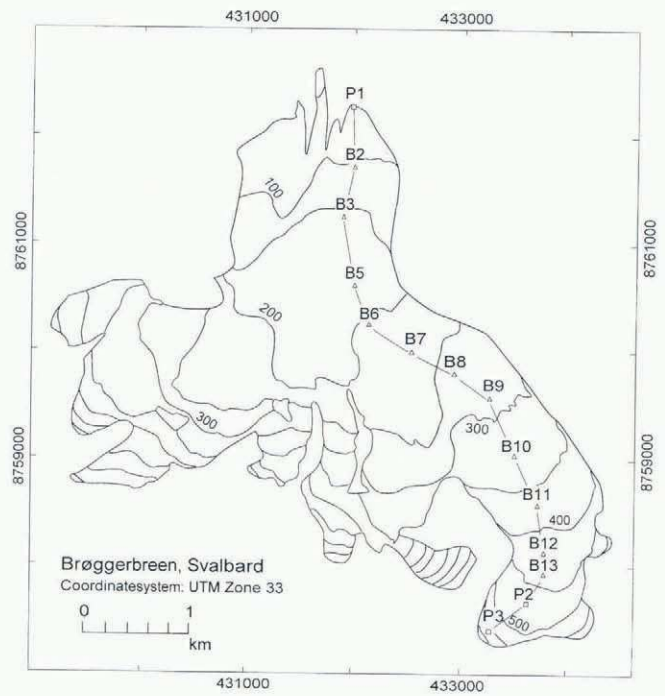 431000 433000
P1
B2
100
B3
8761000 8761000
B5
200
B6
B7
B8
B9
300
300
B10
8759000 8759000
B11
400
B12
B13
P2
P3 500
Brøggerbreen, Svalbard
Coordinatesystem: UTM Zone 33
0 1
km
431000 433000